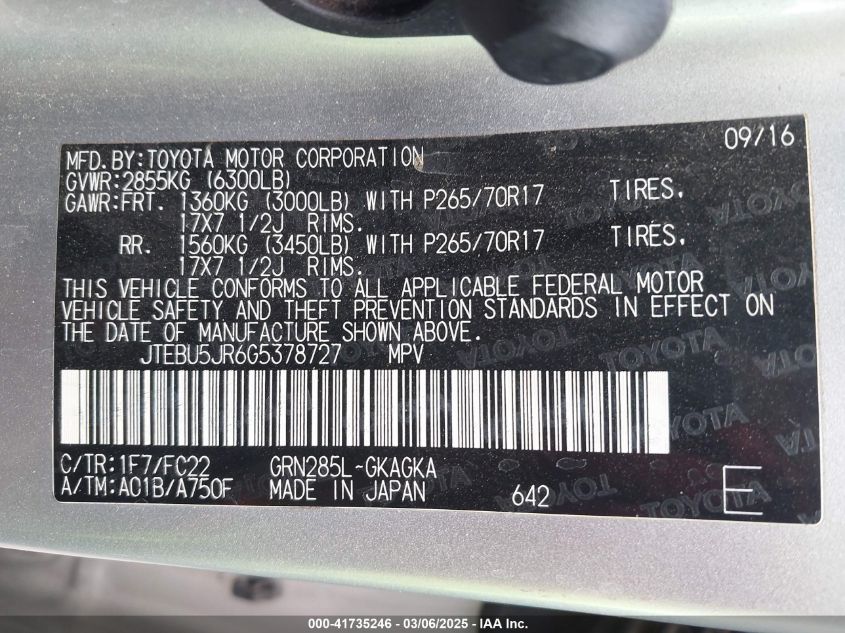 09/16
MFD.BY:TOYOTA MOTOR CORPORATION
GVWR:2855KG (6300LB)
GAWR:FRT. 1360KG (3000LB) WITH P265/70R17 TIRES.
17X7 1/2J RIMS.
RR. 1560KG (3450LB) WITH P265/70R17 TIRES.
17X7 1/2J RIMS.
THIS VEHICLE CONFORMS TO ALL APPLICABLE FEDERAL MOTOR
VEHICLE SAFETY AND THEFT PREVENTION STANDARDS IN EFFECT ON
THE DATE OF MANUFACTURE SHOWN ABOVE.
JTEBU5JR6G5378727 MPV
C/TR:1F7/FC22 GRN285L-GKAGKA
A/TM:A01B/A750F MADE IN JAPAN 642 E
000-41735246 - 03/06/2025 - IAA Inc.